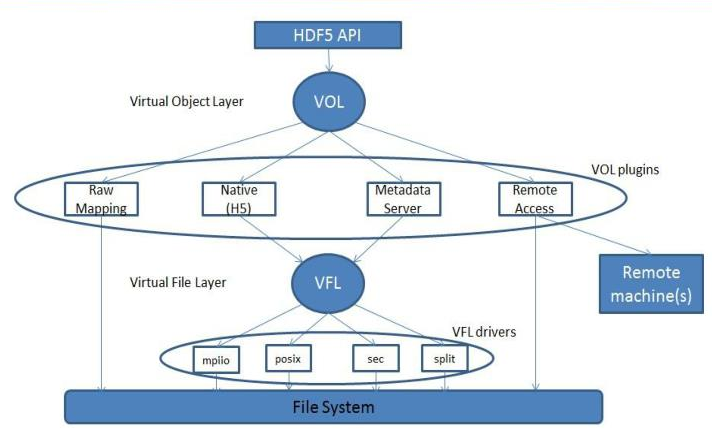 HDF5 API
Virtual Object Layer
VOL
VOL plugins
Raw
Mapping
Native
(H5)
Metadata
Server
Remote
Access
Virtual File Layer
VFL
Remote
machine(s)
VFL drivers
mpiio
posix
sec
split
File System